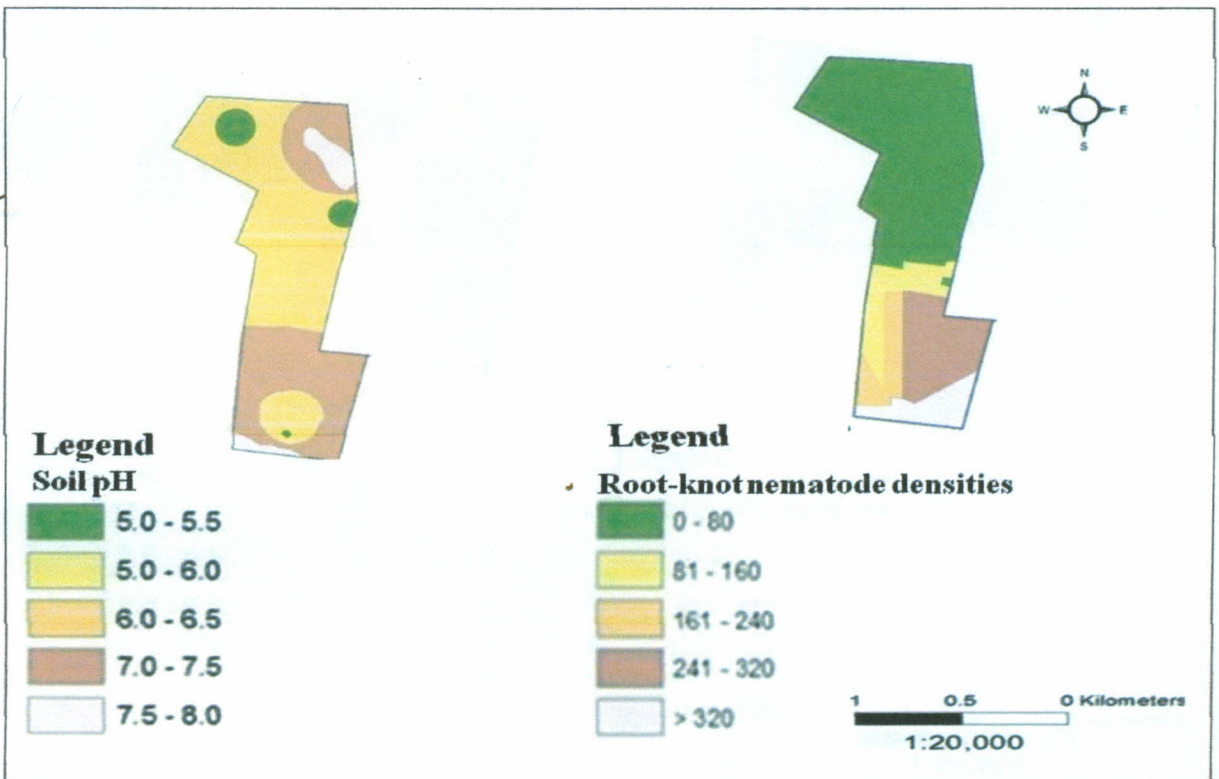 N
W E
S
Legend
Soil pH
5.0 - 5.5
5.0 - 6.0
6.0 - 6.5
7.0 - 7.5
7.5 - 8.0
Legend
Root-knot nematode densities
0 - 80
81 - 160
161 - 240
241 - 320
> 320
1 0.5 0 Kilometers
1:20,000